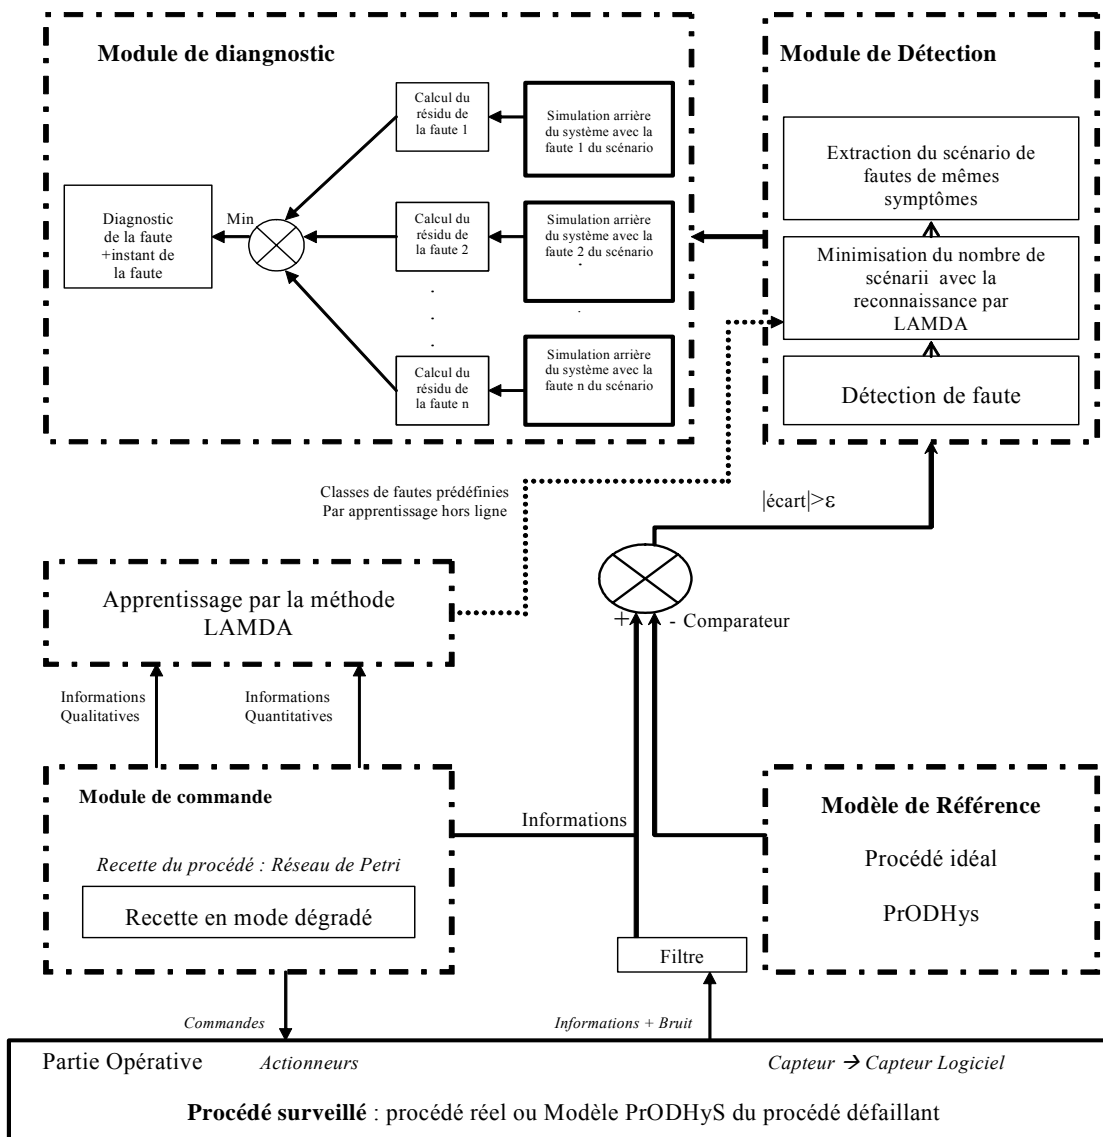 Module de diangnostic
Calcul du
résidu de
la faute 1
Simulation arrière
du système avec la
faute 1 du scénario
Diagnostic
de la faute
+instant de
la faute
Min
Calcul du
résidu de
la faute 2
Simulation arrière
du système avec la
faute 2 du scénario
.
.
.
.
.
Calcul du
résidu de
la faute n
Simulation arrière
du système avec la
faute n du scénario
Module de Détection
Extraction du scénario de
fautes de mêmes
symptômes
Minimisation du nombre de
scénarii avec la
reconnaissance par
LAMDA
Détection de faute
Classes de fautes prédéfinies
Par apprentissage hors ligne
|écart|>ε
Apprentissage par la méthode
LAMDA
+
- Comparateur
Informations
Qualitatives
Informations
Quantitatives
Module de commande
Recette du procédé : Réseau de Petri
Recette en mode dégradé
Informations
Modèle de Référence
Procédé idéal
PrODHys
Filtre
Commandes
Informations + Bruit
Partie Opérative
Actionneurs
Capteur → Capteur Logiciel
Procédé surveillé : procédé réel ou Modèle PrODHyS du procédé défaillant